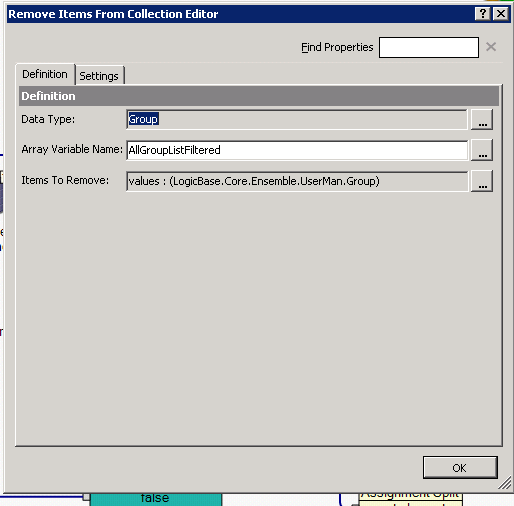 Remove Items From Collection Editor
Find Properties
Definition Settings
Definition
Data Type: Group ...
Array Variable Name: AllGroupListFiltered ...
Items To Remove: values : (LogicBase.Core.Ensemble.UserMan.Group) ...
OK
false
Assignment Split